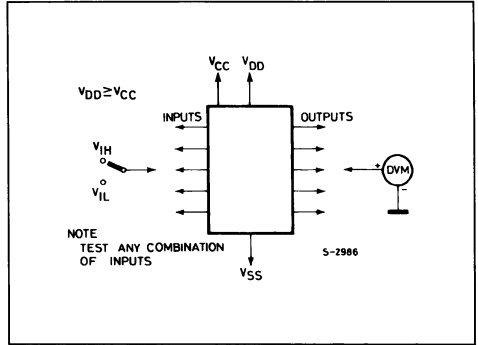 VCC VDD
VDD≥VCC
INPUTS OUTPUTS
VIH
VIL
+ DVM
-
NOTE
TEST ANY COMBINATION
OF INPUTS
S-2986
VSS